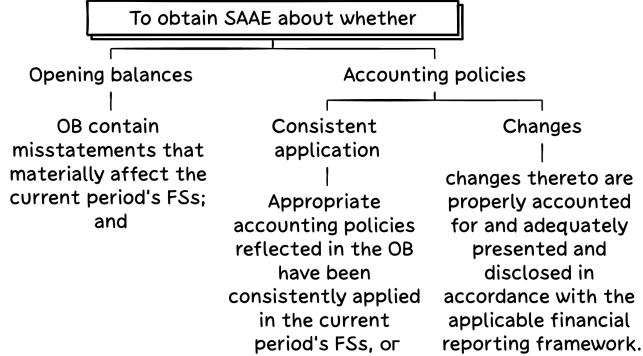 To obtain SAAE about whether
Opening balances
OB contain
misstatements that
materially affect the
current period's FSs;
and
Accounting policies
Consistent
application
Appropriate
accounting policies
reflected in the OB
have been
consistently applied
in the current
period's FSs, or
Changes
changes thereto are
properly accounted
for and adequately
presented and
disclosed in
accordance with the
applicable financial
reporting framework.